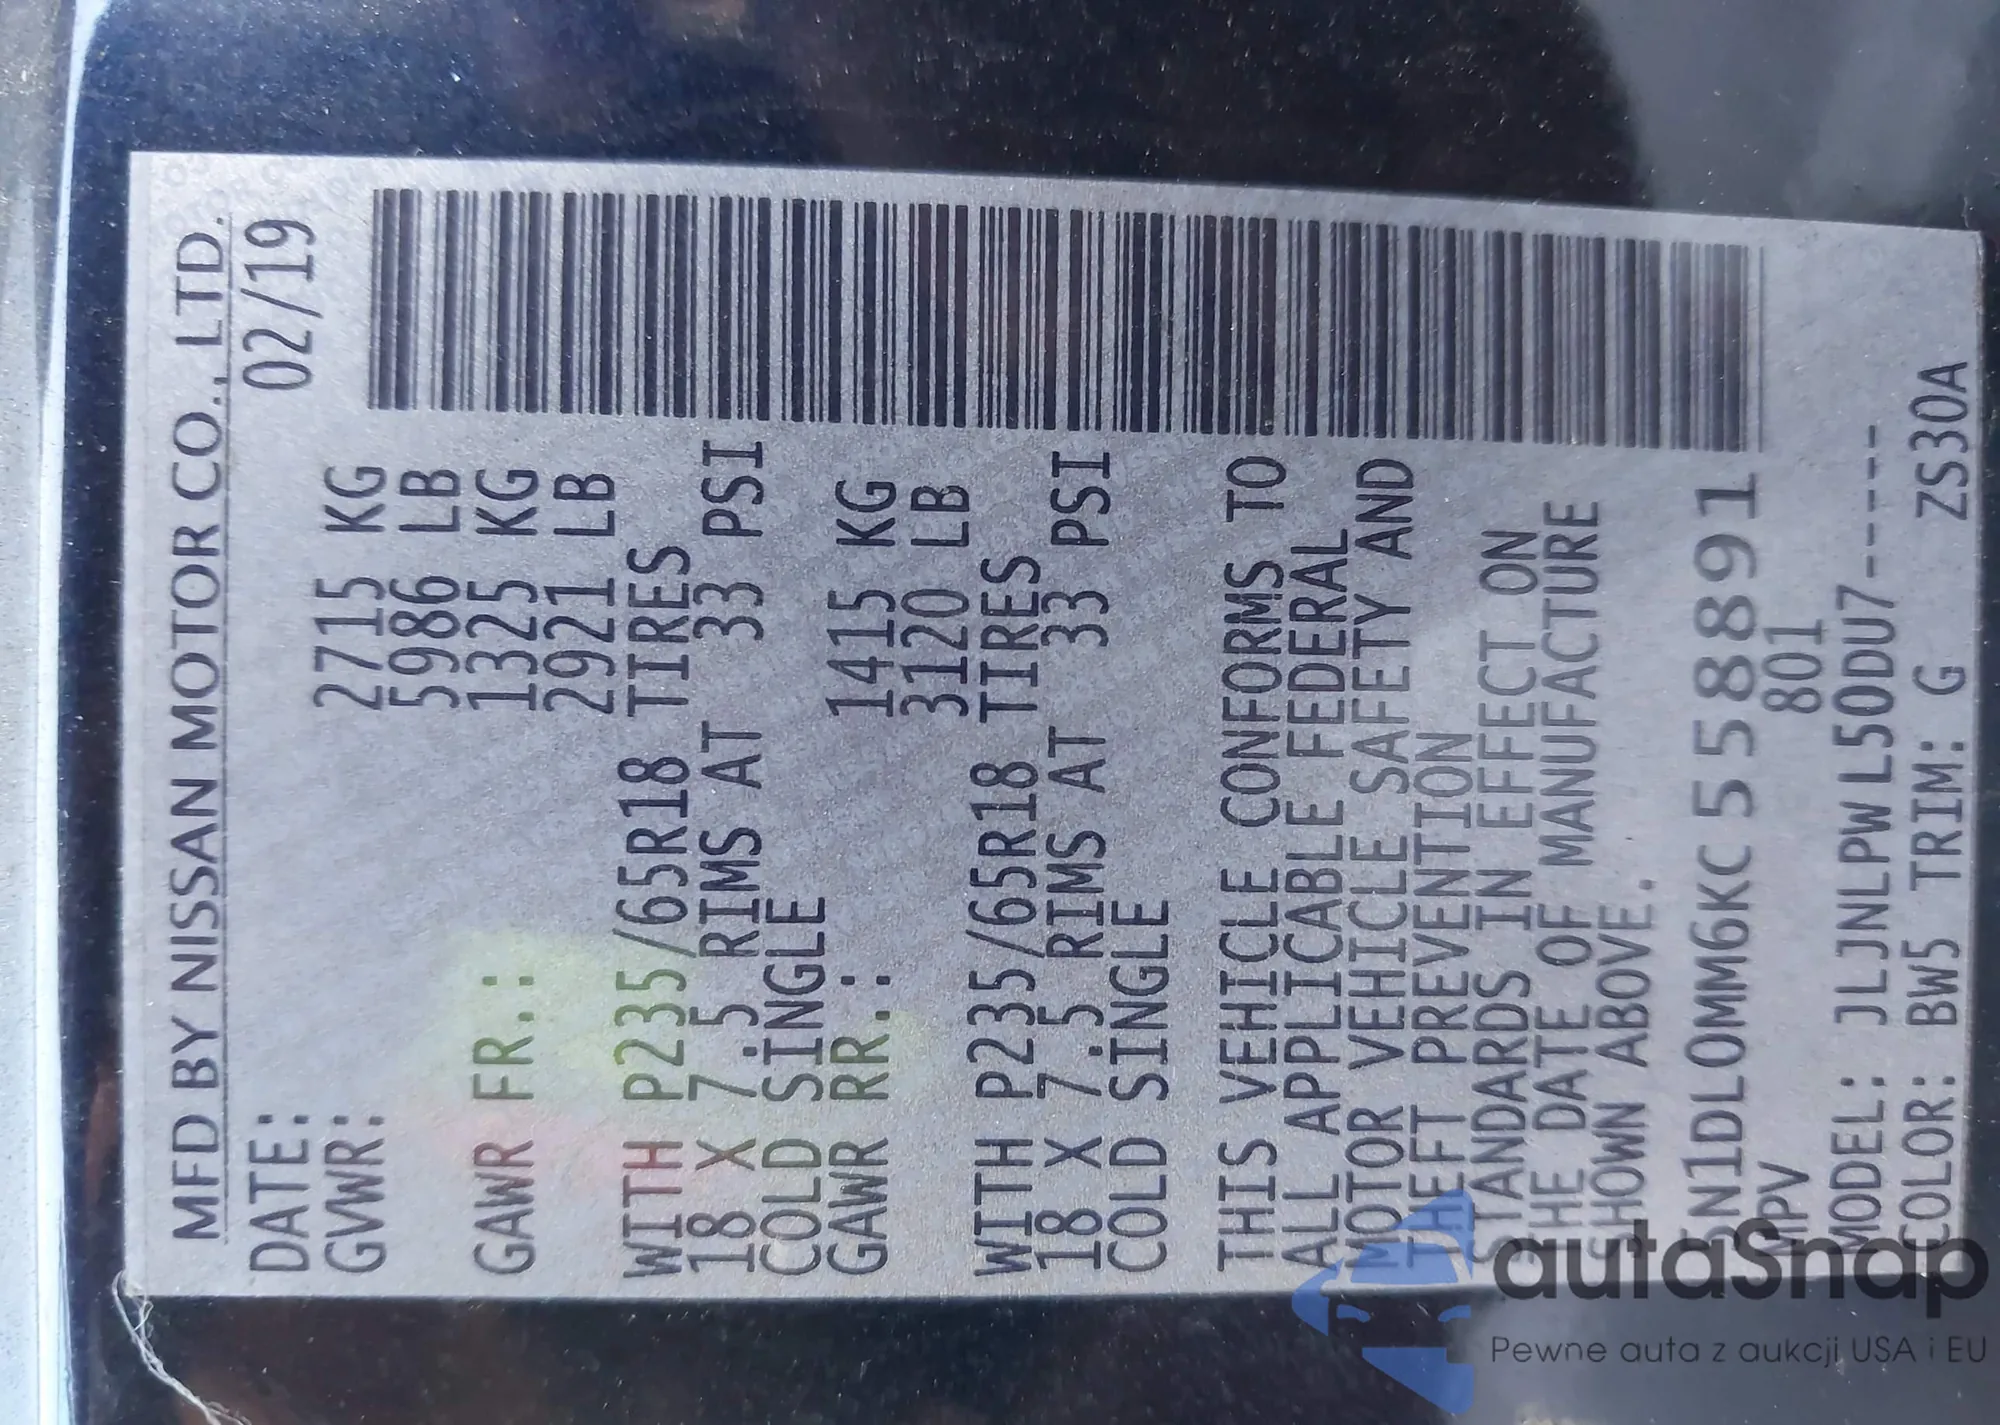 MFD BY NISSAN MOTOR CO., LTD.
DATE: 02/19
GVWR: 2715 KG
5986 LB
GAWR FR.: 1325 KG
2921 LB
WITH P235/65R18 TIRES
18 X 7.5 RIMS AT 33 PSI
COLD SINGLE
GAWR RR.: 1415 KG
3120 LB
WITH P235/65R18 TIRES
18 X 7.5 RIMS AT 33 PSI
COLD SINGLE
THIS VEHICLE CONFORMS TO
ALL APPLICABLE FEDERAL
MOTOR VEHICLE SAFETY AND
THEFT PREVENTION
STANDARDS IN EFFECT ON
THE DATE OF MANUFACTURE
SHOWN ABOVE.
5N1DL0MM6KC558891
MPV 801
MODEL: JLJNLPWL50DU7-----
COLOR: BW5 TRIM: G ZS30A
autaSnap
Pewne auta z aukcji USA i EU